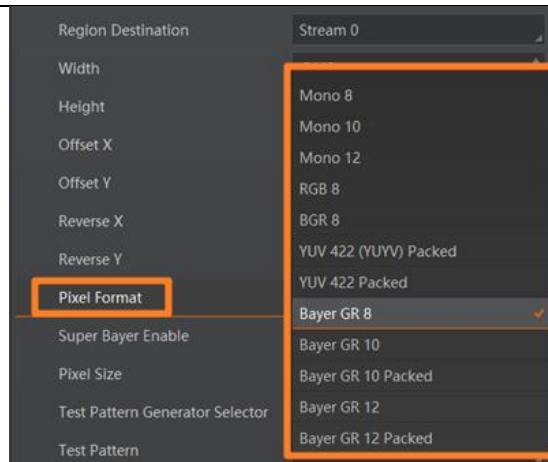 Region Destination
Stream 0
Width
Height
Offset X
Offset Y
Reverse X
Reverse Y
Pixel Format
Super Bayer Enable
Pixel Size
Test Pattern Generator Selector
Test Pattern
Mono 8
Mono 10
Mono 12
RGB 8
BGR 8
YUV 422 (YUYV) Packed
YUV 422 Packed
Bayer GR 8
Bayer GR 10
Bayer GR 10 Packed
Bayer GR 12
Bayer GR 12 Packed